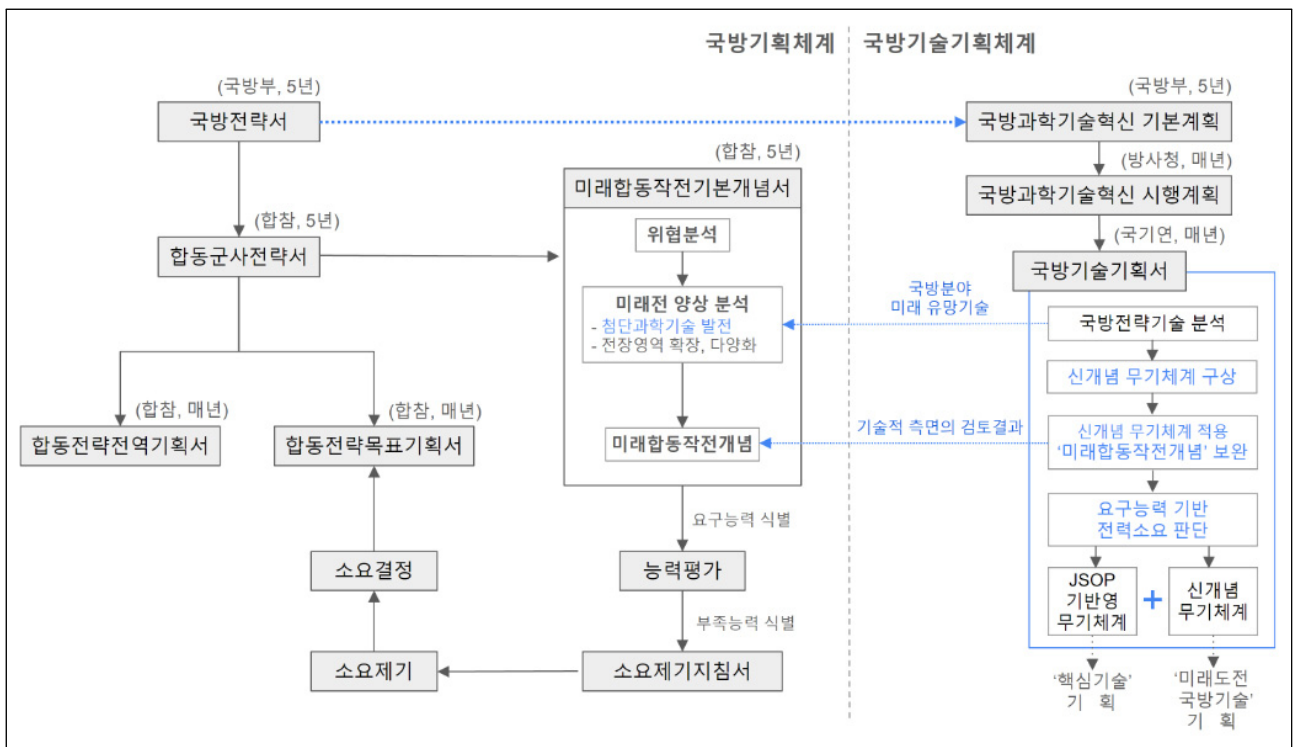 국방기획체계
국방기술기획체계
(국방부, 5년)
국방전략서
(합참, 5년)
합동군사전략서
(합참, 매년)
합동전략전역기획서
(합참, 매년)
합동전략목표기획서
소요결정
소요제기
(합참, 5년)
미래합동작전기본개념서
위협분석
미래전 양상 분석
- 첨단과학기술 발전
- 전장영역 확장, 다양화
미래합동작전개념
요구능력 식별
능력평가
부족능력 식별
소요제기지침서
(국방부, 5년)
국방과학기술혁신 기본계획
(방사청, 매년)
국방과학기술혁신 시행계획
(국기연, 매년)
국방기술기획서
국방분야
미래 유망기술
국방전략기술 분석
신개념 무기체계 구상
기술적 측면의 검토결과
신개념 무기체계 적용
‘미래합동작전개념’ 보완
요구능력 기반
전력소요 판단
JSOP
기반영
무기체계
+
신개념
무기체계
‘핵심기술’
기 획
‘미래도전
국방기술’
기 획